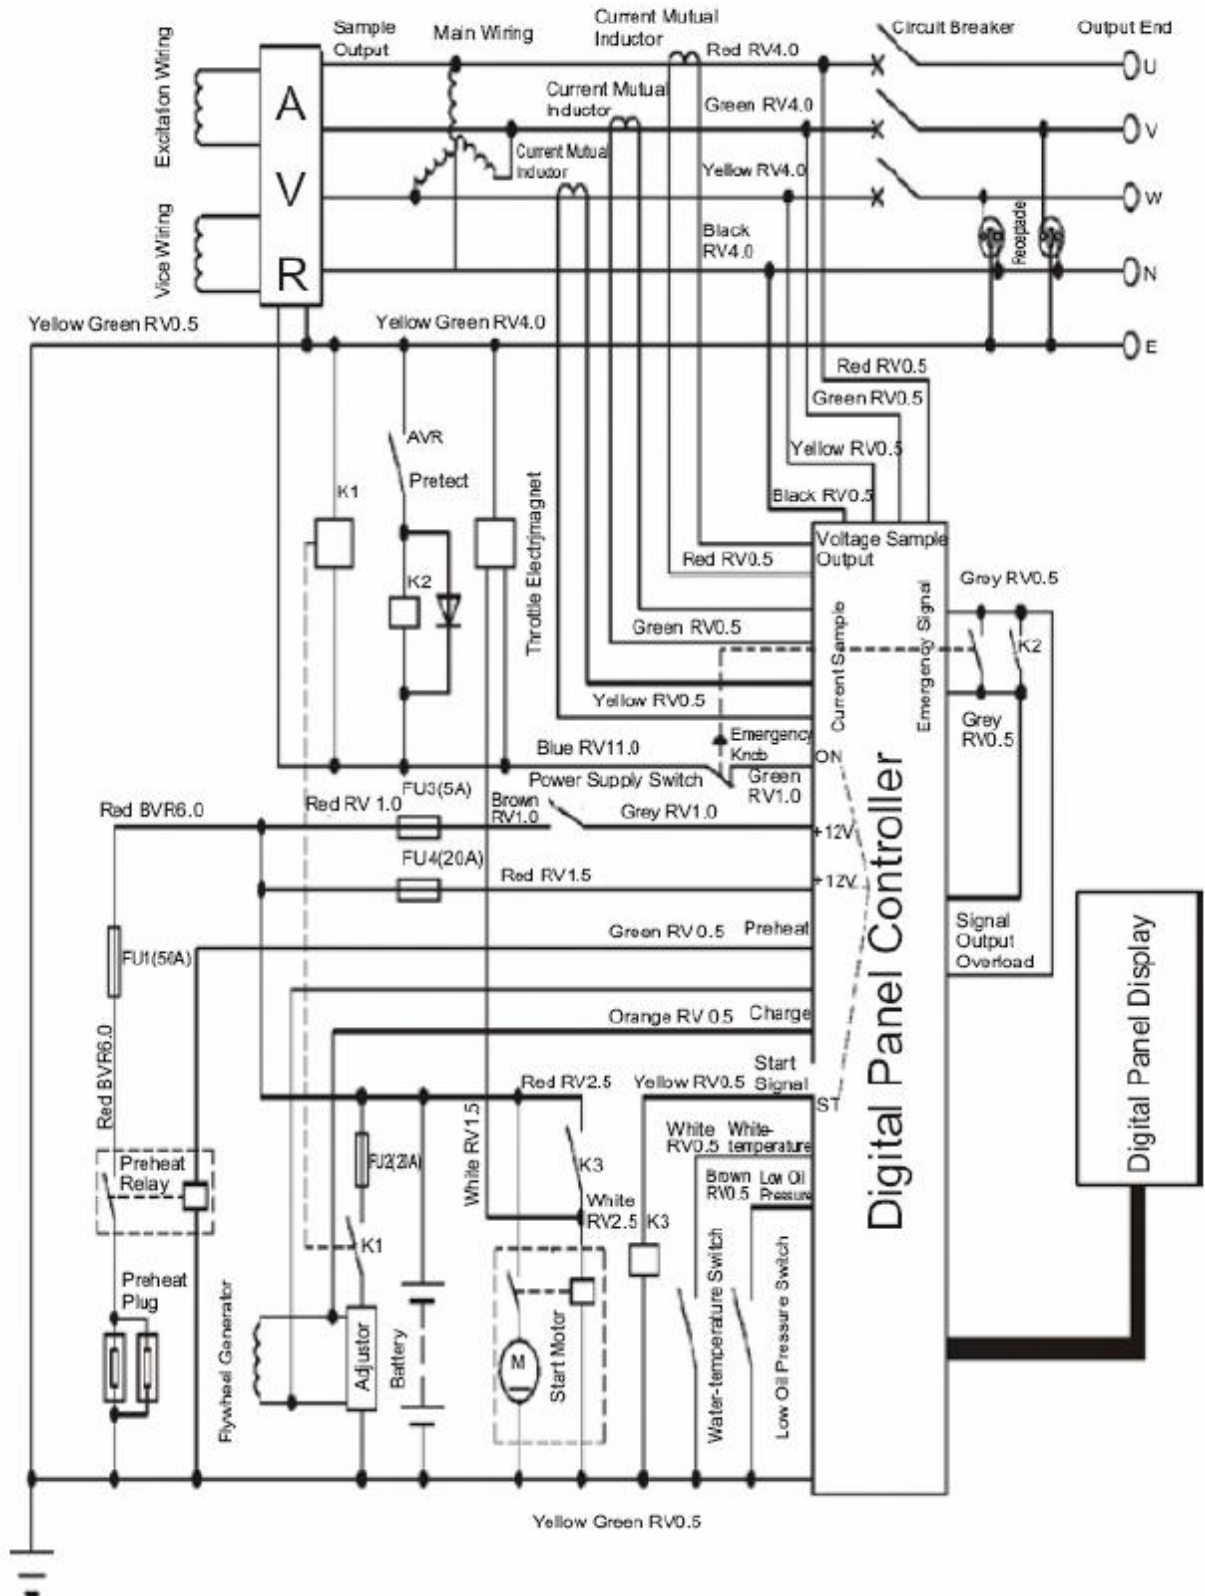 Sample
Output
Main Wiring
Current Mutual
Inductor
Circuit Breaker
Output End
Red RV4.0
U
Excitation Wiring
A
V
R
Current Mutual
Inductor
Green RV4.0
V
Current Mutual
Inductor
Yellow RV4.0
W
Vice Wiring
Black
RV4.0
Receptacle
N
Yellow Green RV0.5
Yellow Green RV4.0
E
Red RV0.5
Green RV0.5
AVR
Pretect
Yellow RV0.5
K1
Black RV0.5
Throttle Electrjmagnet
Voltage Sample
Output
Red RV0.5
K2
Grey RV0.5
Emergency Signal
Current Sample
Green RV0.5
K2
Yellow RV0.5
Grey
RV0.5
Blue RV11.0
Emergency
Knob
ON
Power Supply Switch
Green
RV1.0
FU3(5A)
Red BVR6.0
Red RV 1.0
Brown
RV1.0
Grey RV1.0
+12V
FU4(20A)
Red RV1.5
+12V
Digital Panel Controller
Signal
Output
Overload
Digital Panel Display
Green RV0.5
Preheat
FU1(50A)
Orange RV 0.5
Charge
Red BVR6.0
Start
Signal
Red RV2.5
Yellow RV0.5
ST
White RV1.5
White
RV0.5
White-
temperature
Preheat
Relay
FU2(20A)
K3
Brown
RV0.5
Low Oil
Pressure
White
RV2.5
K3
K1
Preheat
Plug
Flywheel Generator
Adjustor
Battery
M
Start Motor
Water-temperature Switch
Low Oil Pressure Switch
Yellow Green RV0.5